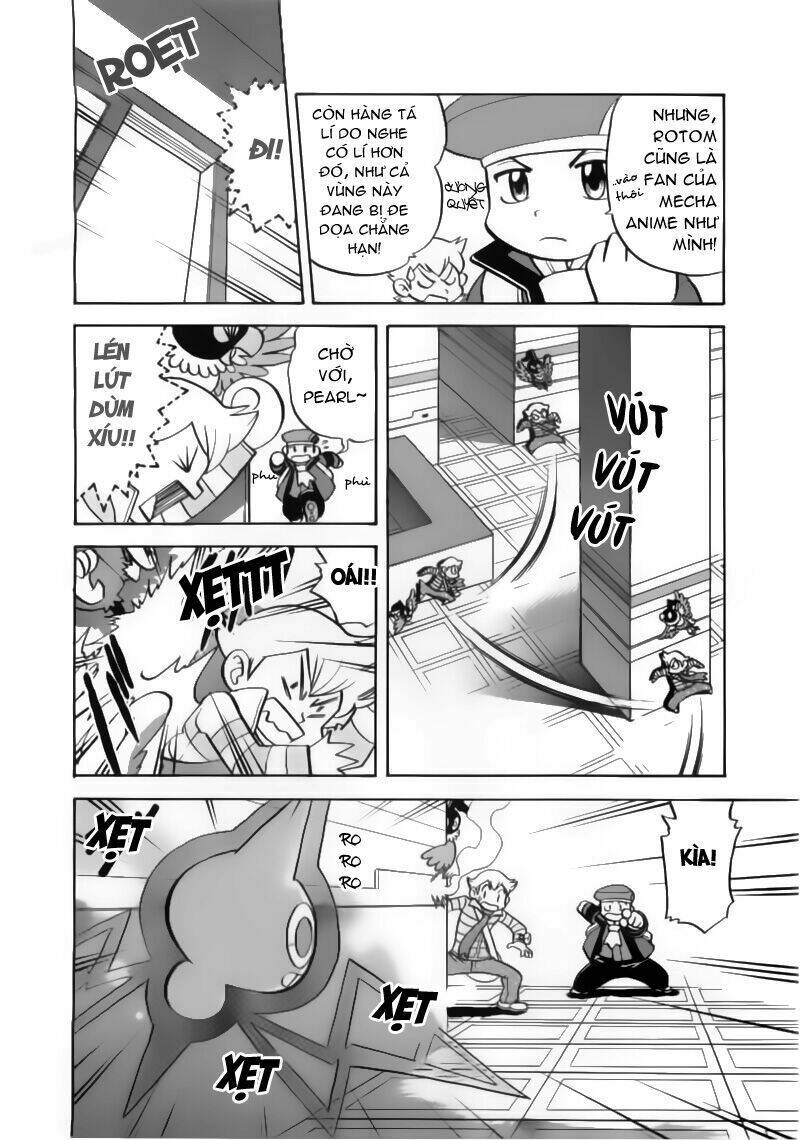 NHƯNG,
ROTOM
CŨNG LÀ
FAN CỦA
MECHA
ANIME NHƯ
MÌNH!
..vào
thôi
CÒN HÀNG TÁ
LÍ DO NGHE
CÓ LÍ HƠN
ĐÓ, NHƯ CẢ
VÙNG NÀY
ĐANG BỊ ĐE
DỌA CHẲNG
HẠN!
CƯƠNG
QUYẾT
ROẸT
ĐI!
VÚT
VÚT
VÚT
CHỜ
VỚI,
PEARL~
phù
phù
LÉN
LÚT
DÙM
XÍU!!
OÁI!!
XẸTTT
KÌA!
RO
RO
RO
XẸT
XẸT
XẸT